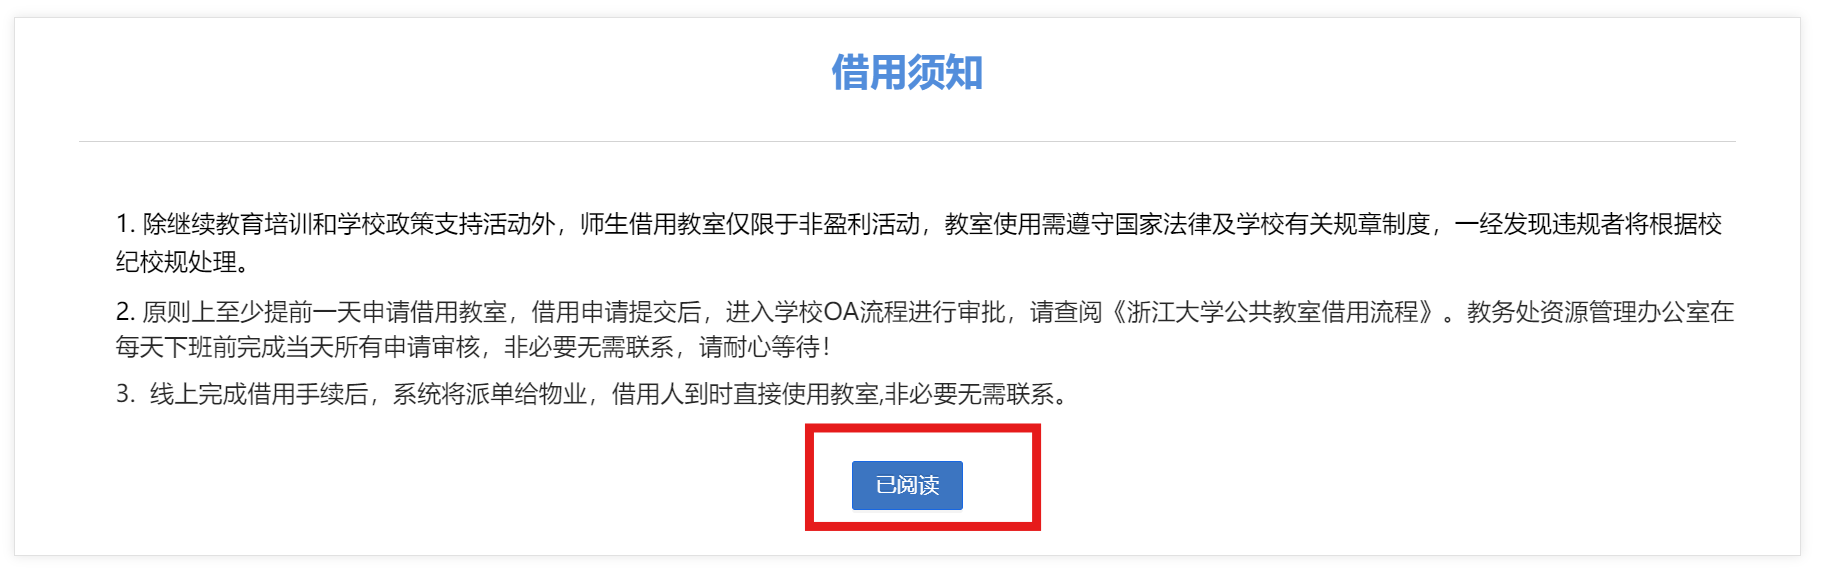 借用须知
1. 除继续教育培训和学校政策支持活动外，师生借用教室仅限于非盈利活动，教室使用需遵守国家法律及学校有关规章制度，一经发现违规者将根据校
纪校规处理。
2. 原则上至少提前一天申请借用教室，借用申请提交后，进入学校OA流程进行审批，请查阅《浙江大学公共教室借用流程》。教务处资源管理办公室在
每天下班前完成当天所有申请审核，非必要无需联系，请耐心等待！
3.  线上完成借用手续后，系统将派单给物业，借用人到时直接使用教室,非必要无需联系。
已阅读